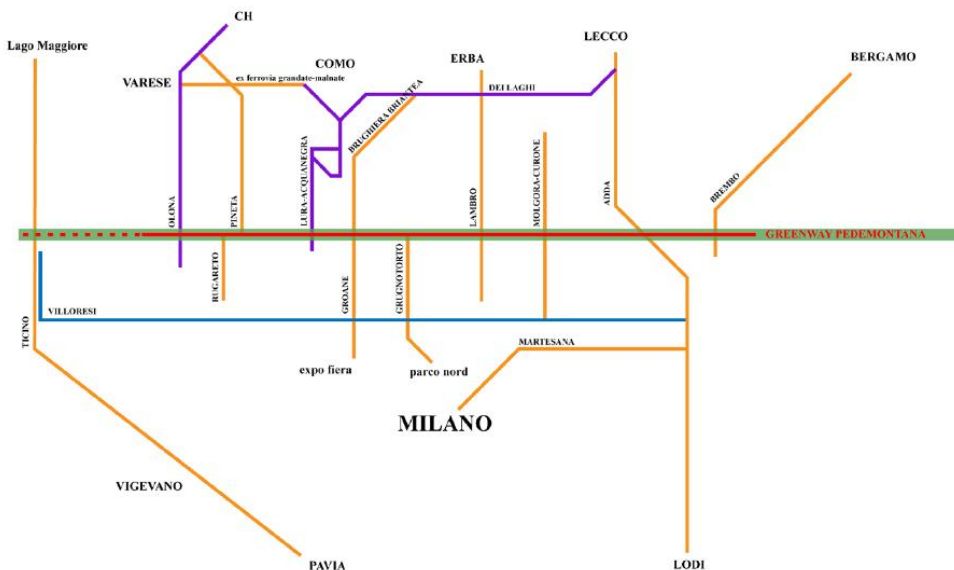 CH
LECCO
Lago Maggiore
ERBA
BERGAMO
COMO
VARESE
ex ferrovia grandate-malnate
DEI LAGHI
BRUGHIERA BRIANTEA
LURA-ACQUANEGRA
MOLGORA-CURONE
BREMBO
ADDA
OLONA
PINETA
LAMBRO
GREENWAY PEDEMONTANA
RUGARETO
GROANE
GRUGNOTORTO
VILLORESI
TICINO
MARTESANA
expo fiera
parco nord
MILANO
VIGEVANO
PAVIA
LODI